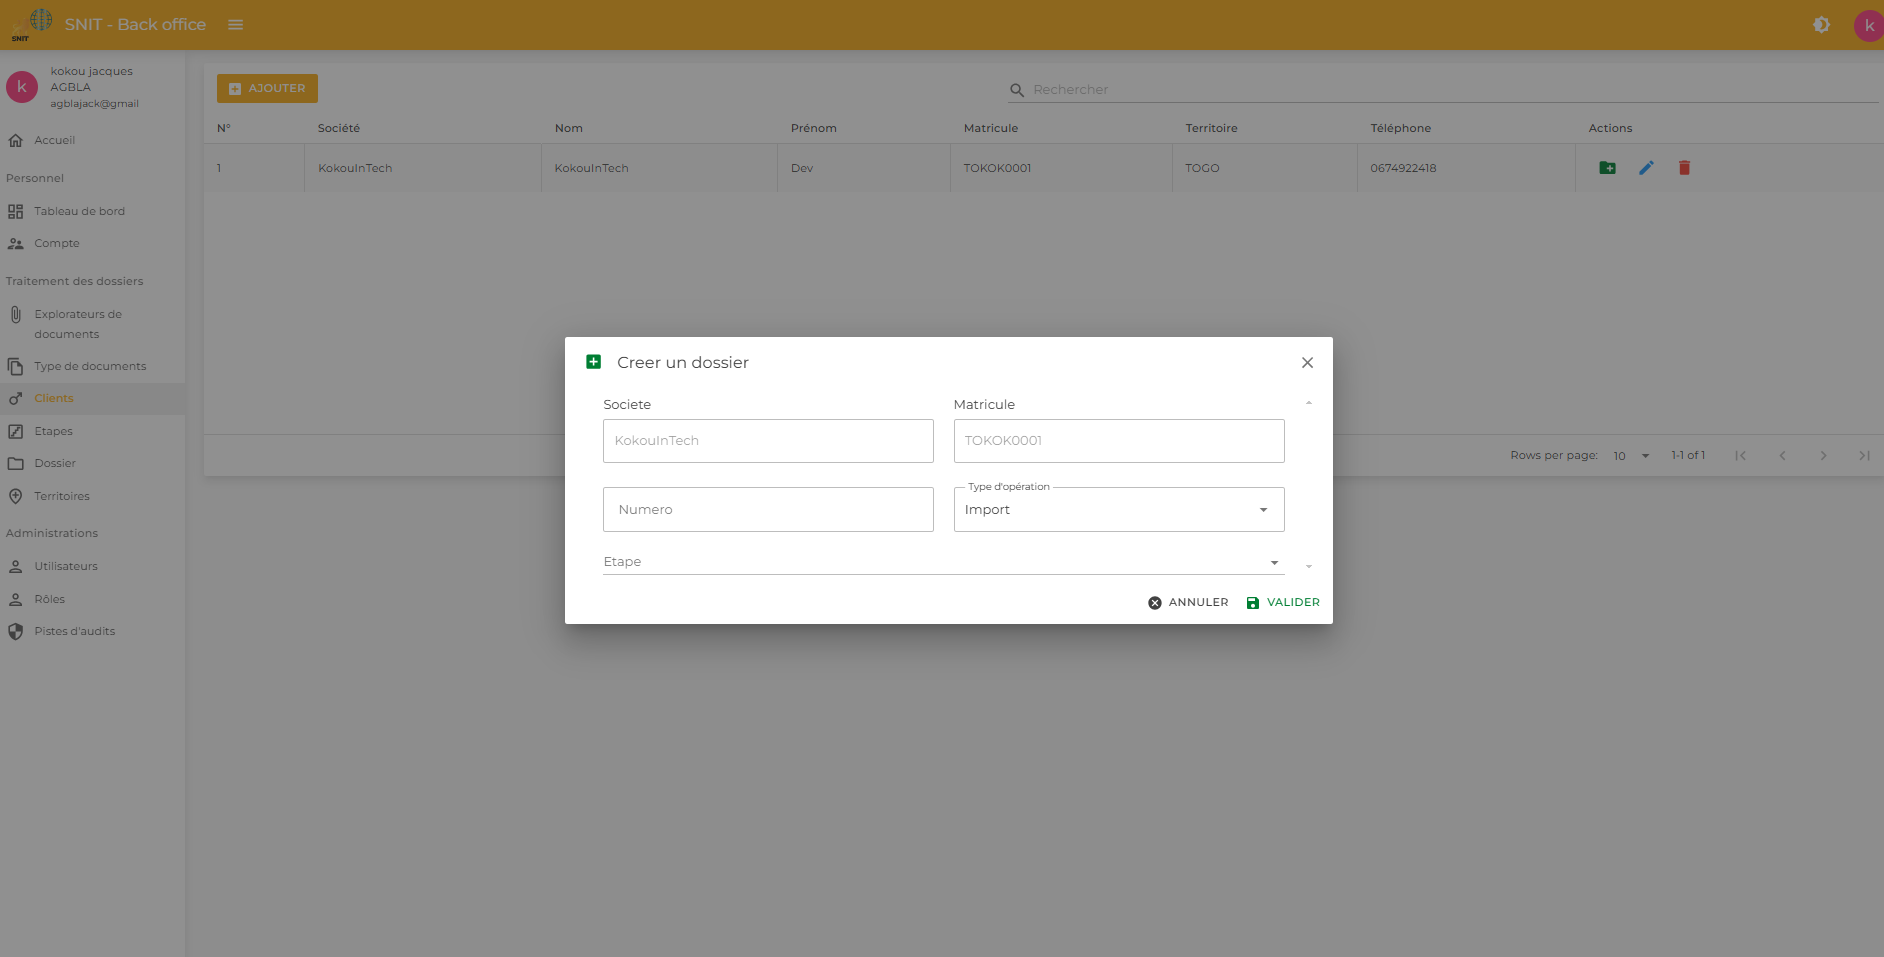 SNIT
SNIT - Back office
k
k
kokou jacques
AGBLA
agblajack@gmail
Accueil
Personnel
Tableau de bord
Compte
Traitement des dossiers
Explorateurs de
documents
Type de documents
Clients
Etapes
Dossier
Territoires
Administrations
Utilisateurs
Rôles
Pistes d'audits
AJOUTER
Rechercher
N° Société Nom Prénom Matricule Territoire Téléphone Actions
1 KokouInTech KokouInTech Dev TOKOK0001 TOGO 0674922418
Creer un dossier
Societe Matricule
KokouInTech TOKOK0001
Type d'opération
Numero Import
Etape
ANNULER VALIDER
Rows per page: 10 1-1 of 1